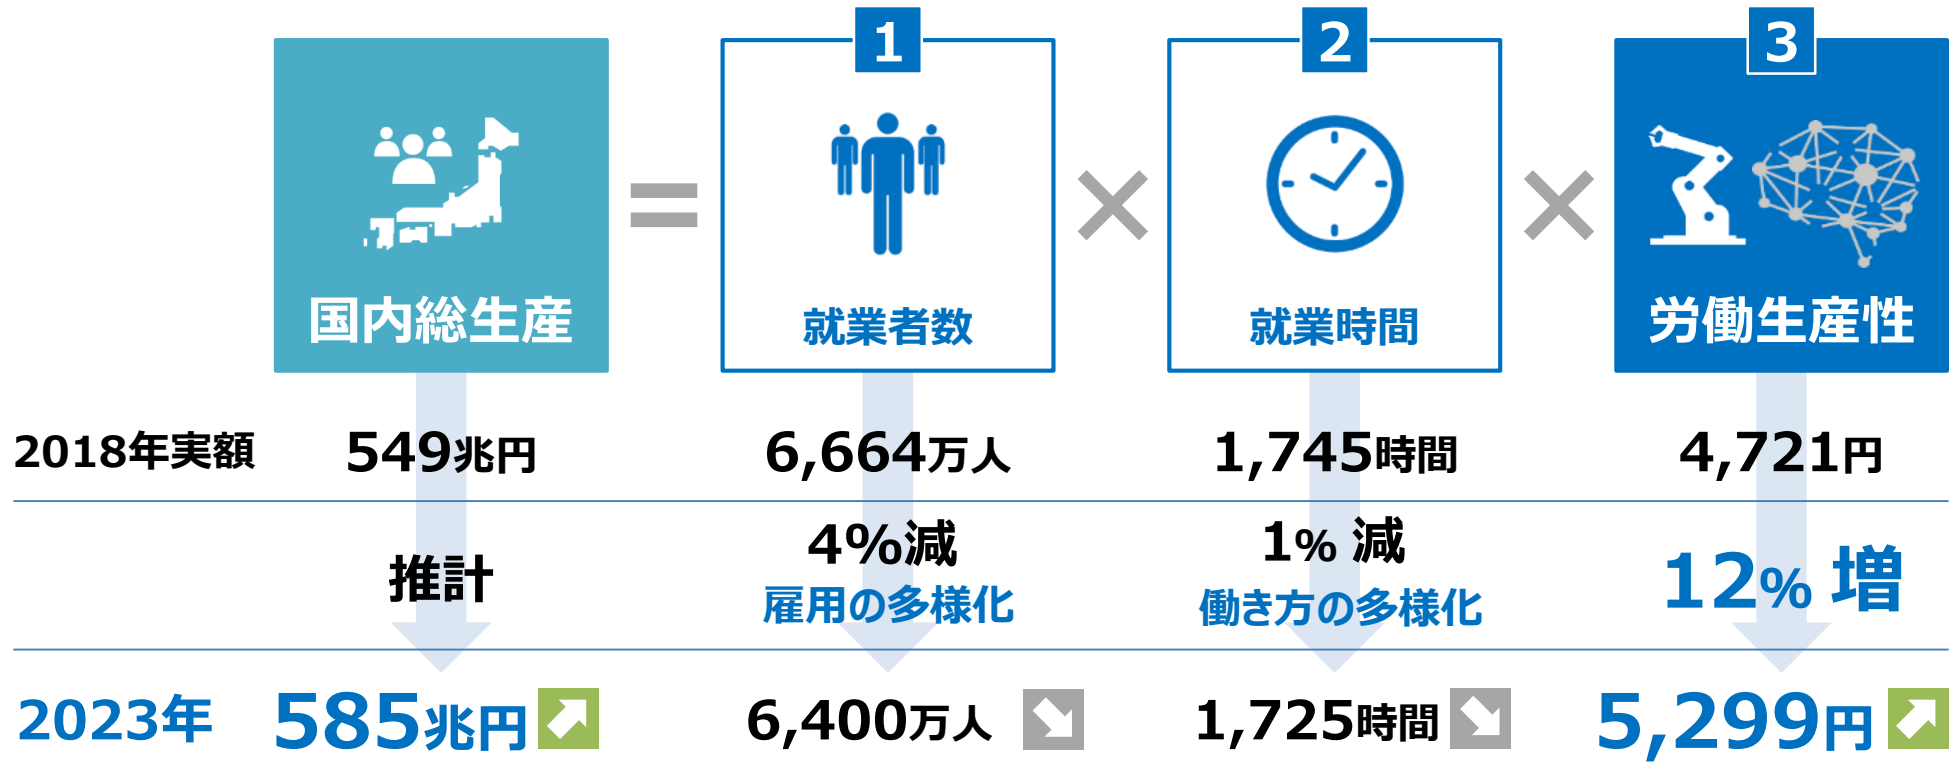 1
2
3
国内総生産
=
就業者数
×
就業時間
×
労働生産性
2018年実額
549兆円
6,664万人
1,745時間
4,721円
推計
4%減
雇用の多様化
1% 減
働き方の多様化
12% 増
2023年
585兆円
6,400万人
1,725時間
5,299円